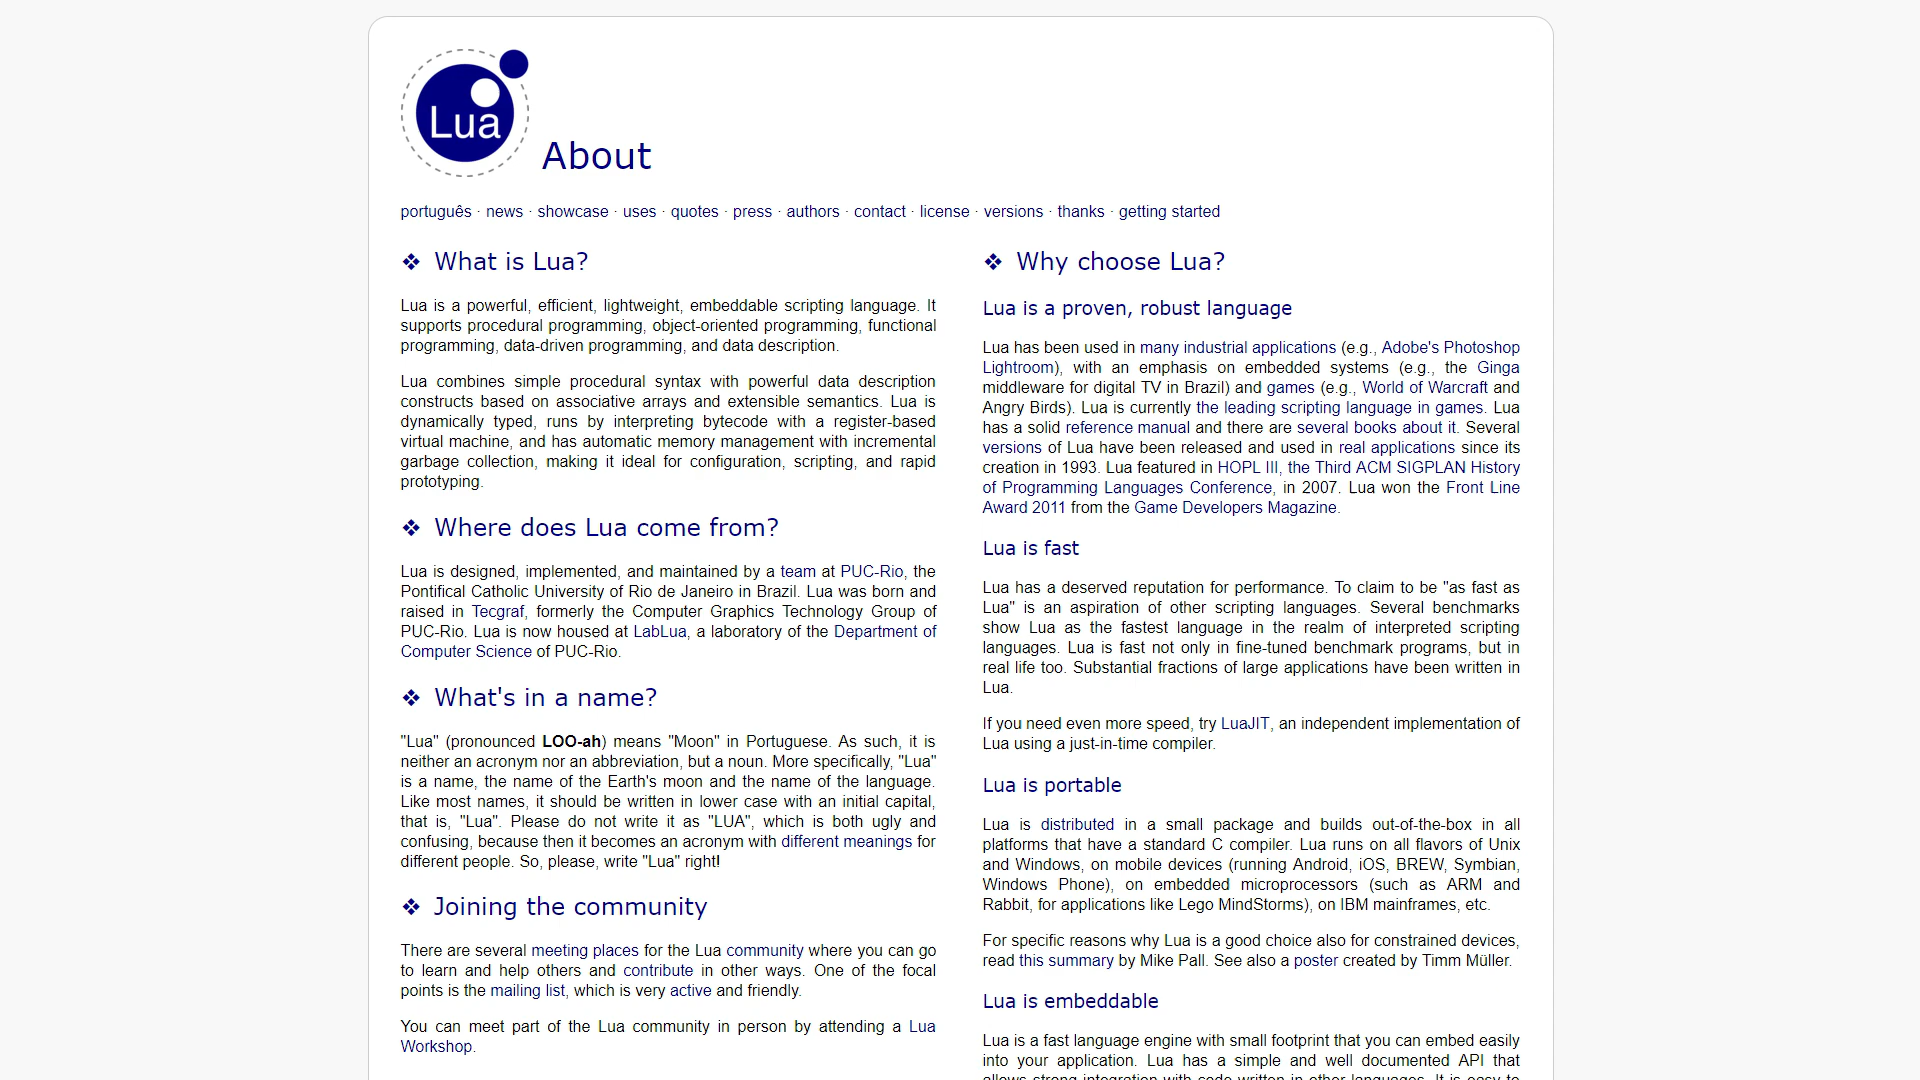 Lua
About
português · news · showcase · uses · quotes · press · authors · contact · license · versions · thanks · getting started
❖ What is Lua?
Lua is a powerful, efficient, lightweight, embeddable scripting language. It
supports procedural programming, object-oriented programming, functional
programming, data-driven programming, and data description.
Lua combines simple procedural syntax with powerful data description
constructs based on associative arrays and extensible semantics. Lua is
dynamically typed, runs by interpreting bytecode with a register-based
virtual machine, and has automatic memory management with incremental
garbage collection, making it ideal for configuration, scripting, and rapid
prototyping.
❖ Where does Lua come from?
Lua is designed, implemented, and maintained by a team at PUC-Rio, the
Pontifical Catholic University of Rio de Janeiro in Brazil. Lua was born and
raised in Tecgraf, formerly the Computer Graphics Technology Group of
PUC-Rio. Lua is now housed at LabLua, a laboratory of the Department of
Computer Science of PUC-Rio.
❖ What's in a name?
"Lua" (pronounced LOO-ah) means "Moon" in Portuguese. As such, it is
neither an acronym nor an abbreviation, but a noun. More specifically, "Lua"
is a name, the name of the Earth's moon and the name of the language.
Like most names, it should be written in lower case with an initial capital,
that is, "Lua". Please do not write it as "LUA", which is both ugly and
confusing, because then it becomes an acronym with different meanings for
different people. So, please, write "Lua" right!
❖ Joining the community
There are several meeting places for the Lua community where you can go
to learn and help others and contribute in other ways. One of the focal
points is the mailing list, which is very active and friendly.
You can meet part of the Lua community in person by attending a Lua
Workshop.
❖ Why choose Lua?
Lua is a proven, robust language
Lua has been used in many industrial applications (e.g., Adobe's Photoshop
Lightroom), with an emphasis on embedded systems (e.g., the Ginga
middleware for digital TV in Brazil) and games (e.g., World of Warcraft and
Angry Birds). Lua is currently the leading scripting language in games. Lua
has a solid reference manual and there are several books about it. Several
versions of Lua have been released and used in real applications since its
creation in 1993. Lua featured in HOPL III, the Third ACM SIGPLAN History
of Programming Languages Conference, in 2007. Lua won the Front Line
Award 2011 from the Game Developers Magazine.
Lua is fast
Lua has a deserved reputation for performance. To claim to be "as fast as
Lua" is an aspiration of other scripting languages. Several benchmarks
show Lua as the fastest language in the realm of interpreted scripting
languages. Lua is fast not only in fine-tuned benchmark programs, but in
real life too. Substantial fractions of large applications have been written in
Lua.
If you need even more speed, try LuaJIT, an independent implementation of
Lua using a just-in-time compiler.
Lua is portable
Lua is distributed in a small package and builds out-of-the-box in all
platforms that have a standard C compiler. Lua runs on all flavors of Unix
and Windows, on mobile devices (running Android, iOS, BREW, Symbian,
Windows Phone), on embedded microprocessors (such as ARM and
Rabbit, for applications like Lego MindStorms), on IBM mainframes, etc.
For specific reasons why Lua is a good choice also for constrained devices,
read this summary by Mike Pall. See also a poster created by Timm Müller.
Lua is embeddable
Lua is a fast language engine with small footprint that you can embed easily
into your application. Lua has a simple and well documented API that
allows strong integration with code written in other languages. It is easy to